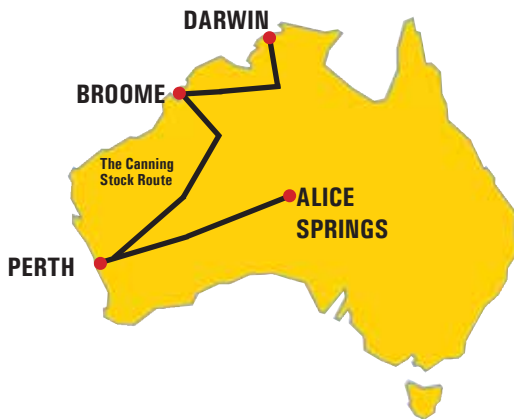 DARWIN
BROOME
The Canning
Stock Route
ALICE
SPRINGS
PERTH